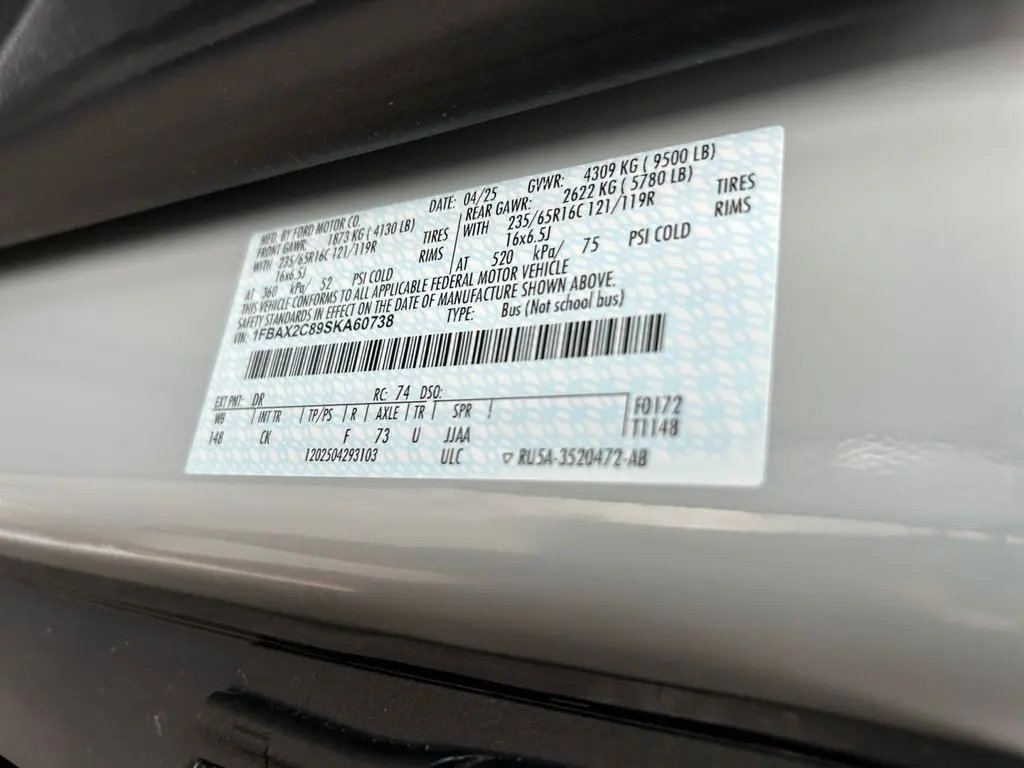 MFD. BY FORD MOTOR CO. DATE: 04/25 GVWR: 4309 KG ( 9500 LB)
FRONT GAWR: 1873 KG ( 4130 LB) REAR GAWR: 2622 KG ( 5780 LB)
WITH 235/65R16C 121/119R TIRES WITH 235/65R16C 121/119R TIRES
16x6.5J RIMS 16x6.5J RIMS
AT 360 kPa/ 52 PSI COLD AT 520 kPa/ 75 PSI COLD
THIS VEHICLE CONFORMS TO ALL APPLICABLE FEDERAL MOTOR VEHICLE
SAFETY STANDARDS IN EFFECT ON THE DATE OF MANUFACTURE SHOWN ABOVE.
VIN: 1FBAX2C89SKA60738 TYPE: Bus (Not school bus)
EXT PNT: DR RC: 74 DSO:
WB | INT TR | TP/PS | R | AXLE | TR | SPR | F0172
148 CK F 73 U JJAA T1148
1202504293103 ULC ▽ RU5A-3520472-AB